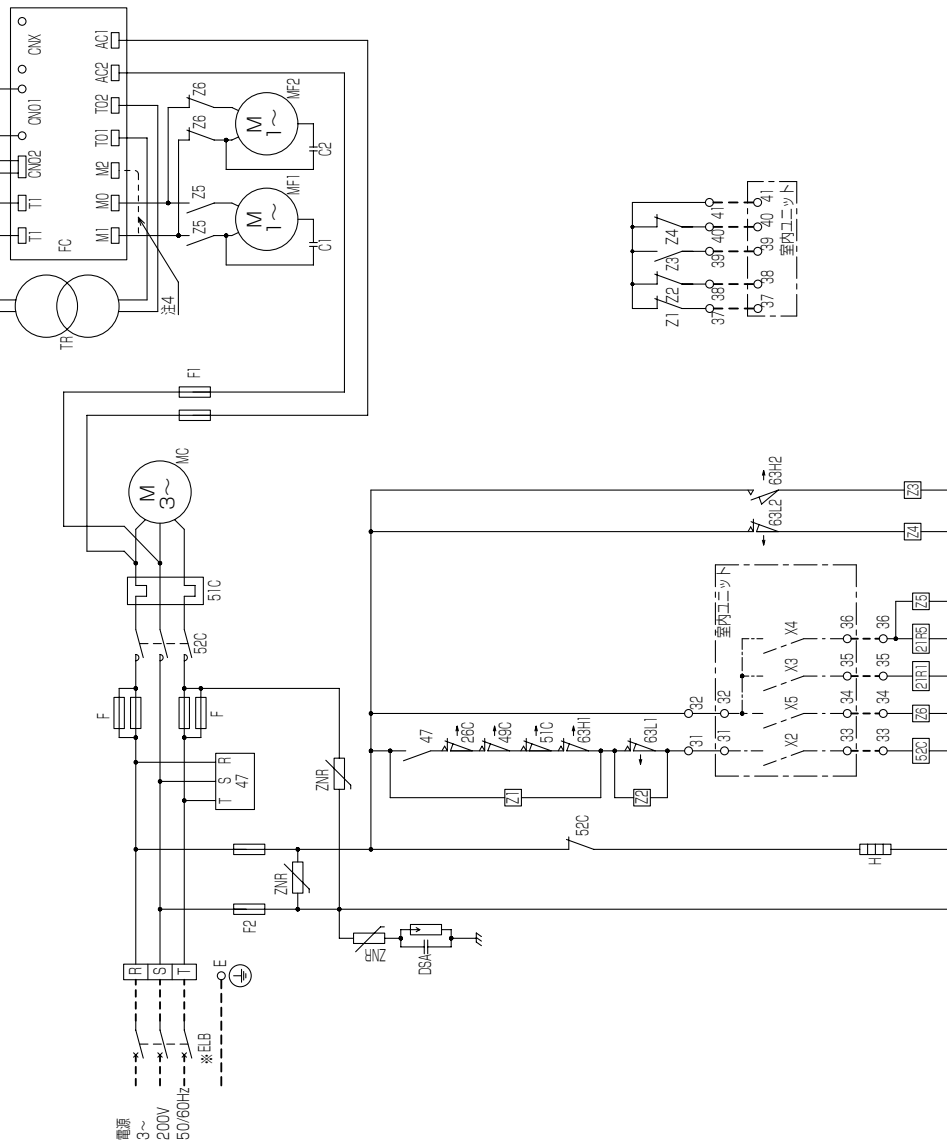 電源
3~
200V
50/60Hz
※ELB
R
S
T
E
F
F
T S R
47
52C
51C
M
3~
MC
F1
TR
注4
FC
T1 T1 CN02 CN01 CNX
M1 M0 M2 TO1 TO2 AC2 AC1
Z5
Z5
Z6
Z6
M
1~
MF1
C1
M
1~
MF2
C2
F2
ZNR
ZNR
ZNR
DSA
52C
H
47
26C
49C
51C
63H1
63L1
Z1
Z2
31
32
31
32
室内ユニット
X2
X5
X3
X4
33 34 35 36
33 34 35 36
52C
Z6
21R1
21R5
Z5
63L2
63H2
Z4
Z3
Z1
Z2
Z3
Z4
37 38 39 40 41
37 38 39 40 41
室内ユニット